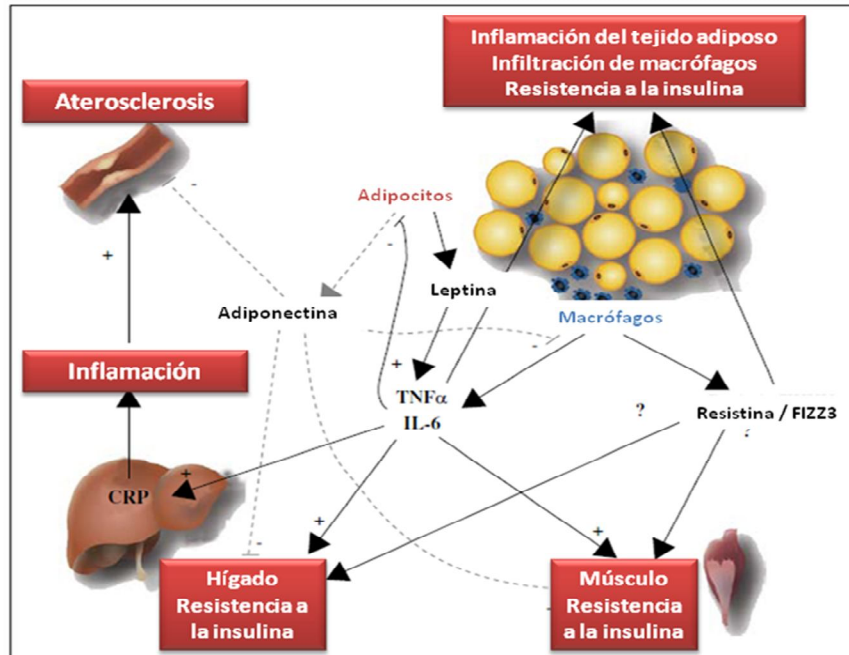 Inflamación del tejido adiposo
Infiltración de macrófagos
Resistencia a la insulina
Aterosclerosis
-
Adipocitos
+
-
Leptina
Adiponectina
Macrófagos
-
Inflamación
+
TNFα
IL-6
?
Resistina / FIZZ3
CRP
+
+
-
+
Hígado
Resistencia a
la insulina
Músculo
Resistencia
a la insulina